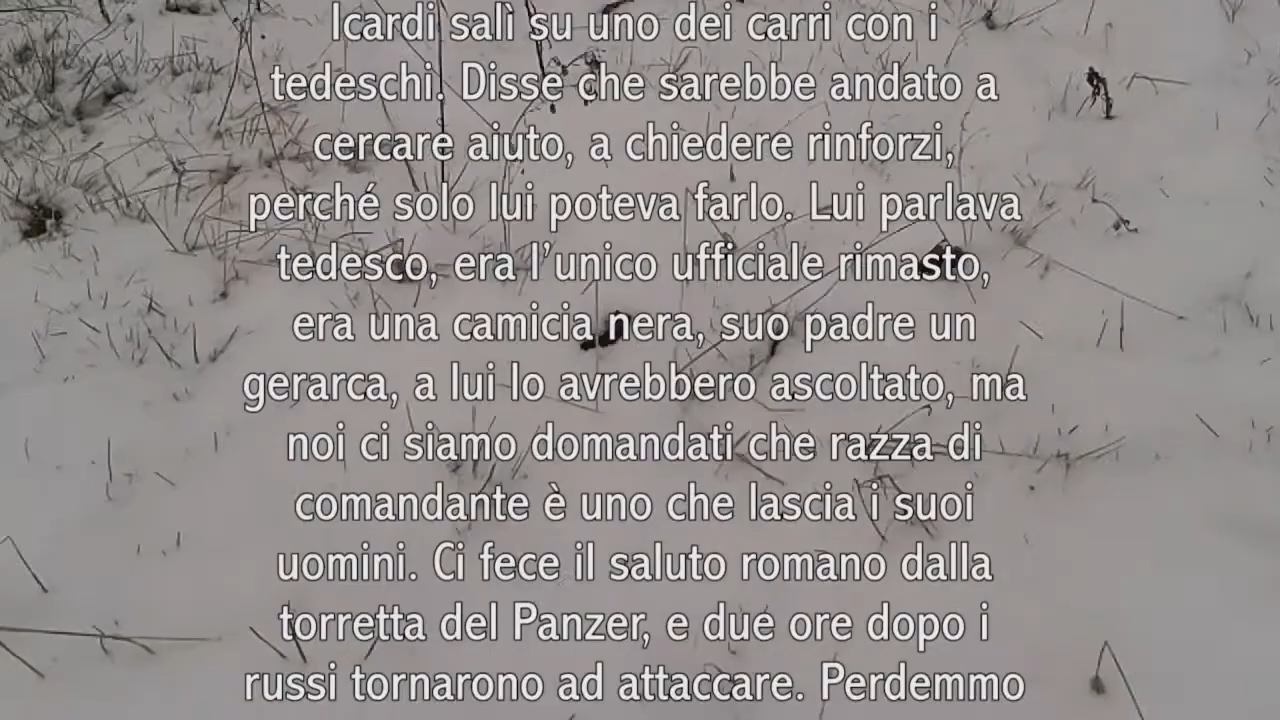 Icardi salì su uno dei carri con i
tedeschi. Disse che sarebbe andato a
cercare aiuto, a chiedere rinforzi,
perché solo lui poteva farlo. Lui parlava
tedesco, era l’unico ufficiale rimasto,
era una camicia nera, suo padre un
gerarca, a lui lo avrebbero ascoltato, ma
noi ci siamo domandati che razza di
comandante è uno che lascia i suoi
uomini. Ci fece il saluto romano dalla
torretta del Panzer, e due ore dopo i
russi tornarono ad attaccare. Perdemmo